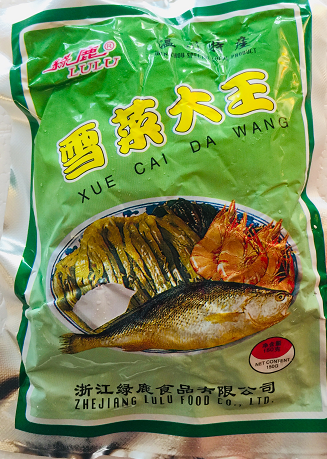 绿鹿®
LULU
雪菜大王
XUE CAI DA WANG
NET CONTENT
150G
浙江绿鹿食品有限公司
ZHEJIANG LULU FOOD CO., LTD.